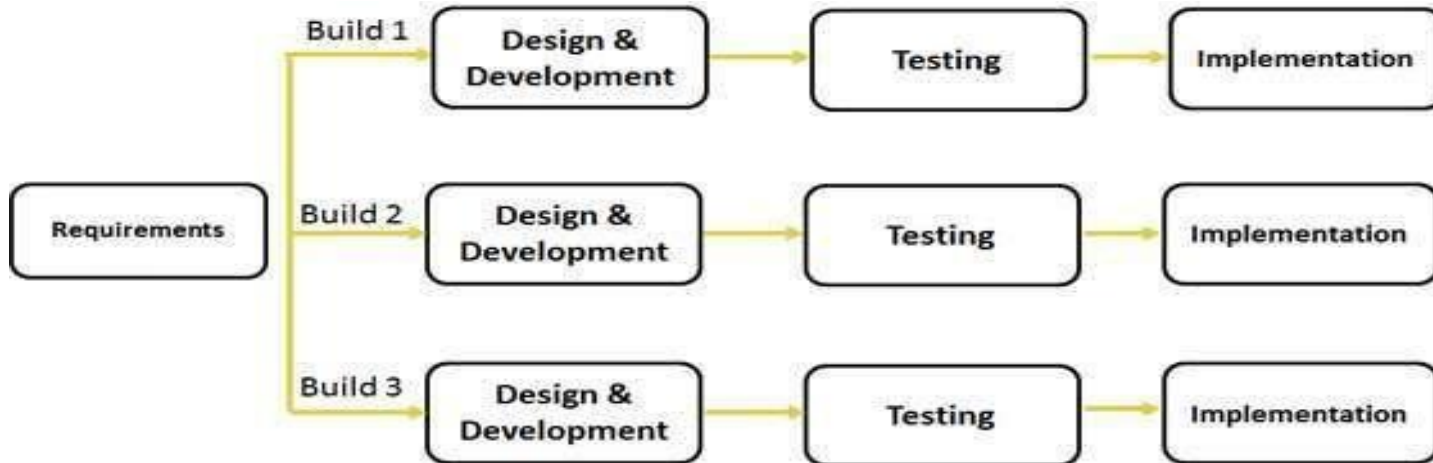 Build 1
Design &
Development
Testing
Implementation
Requirements
Build 2
Design &
Development
Testing
Implementation
Build 3
Design &
Development
Testing
Implementation